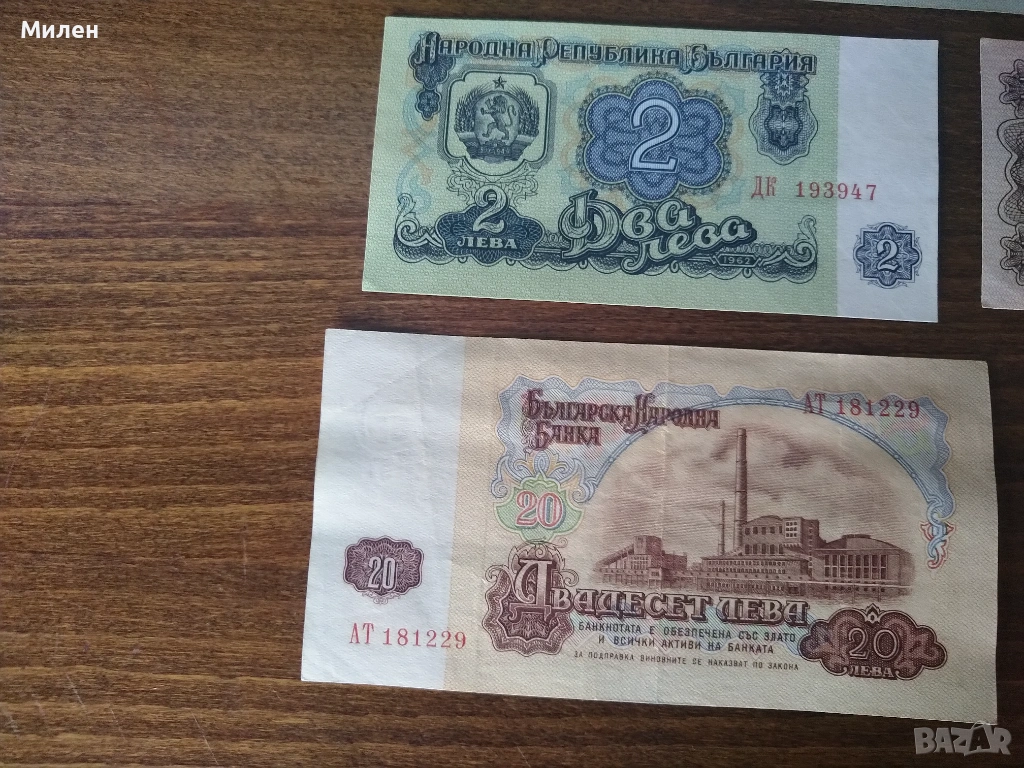 Милен
НАРОДНА РЕПУБЛИКА БЪЛГАРИЯ
2
ДК 193947
2
ЛЕВА
Два
лева
1962
2
БЪЛГАРСКА НАРОДНА
БАНКА
АТ 181229
20
20
ДВАДЕСЕТ ЛЕВА
БАНКНОТАТА Е ОБЕЗПЕЧЕНА СЪС ЗЛАТО
И ВСИЧКИ АКТИВИ НА БАНКАТА
ЗА ПОДПРАВКА ВИНОВНИТЕ СЕ НАКАЗВАТ ПО ЗАКОНА
20
ЛЕВА
АТ 181229
BAZAR